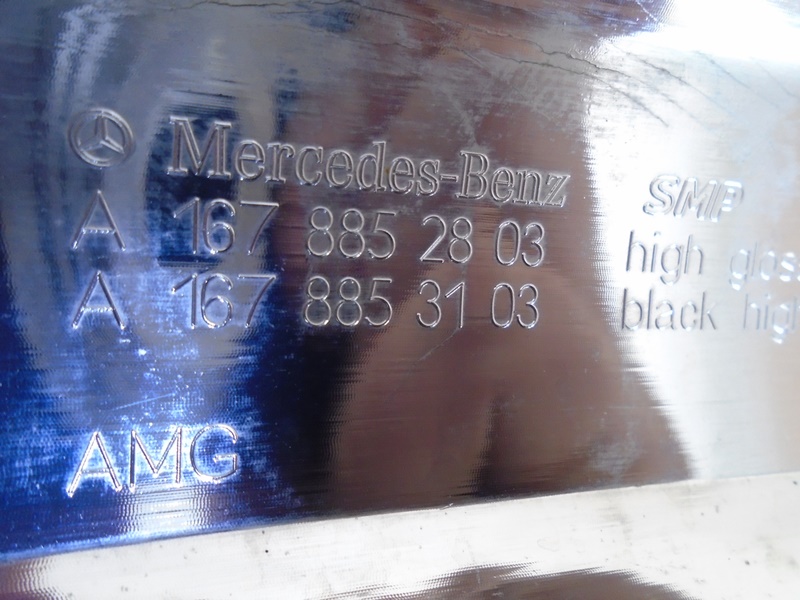 Mercedes-Benz
A 167 885 28 03
A 167 885 31 03
AMG
SMP
high
black